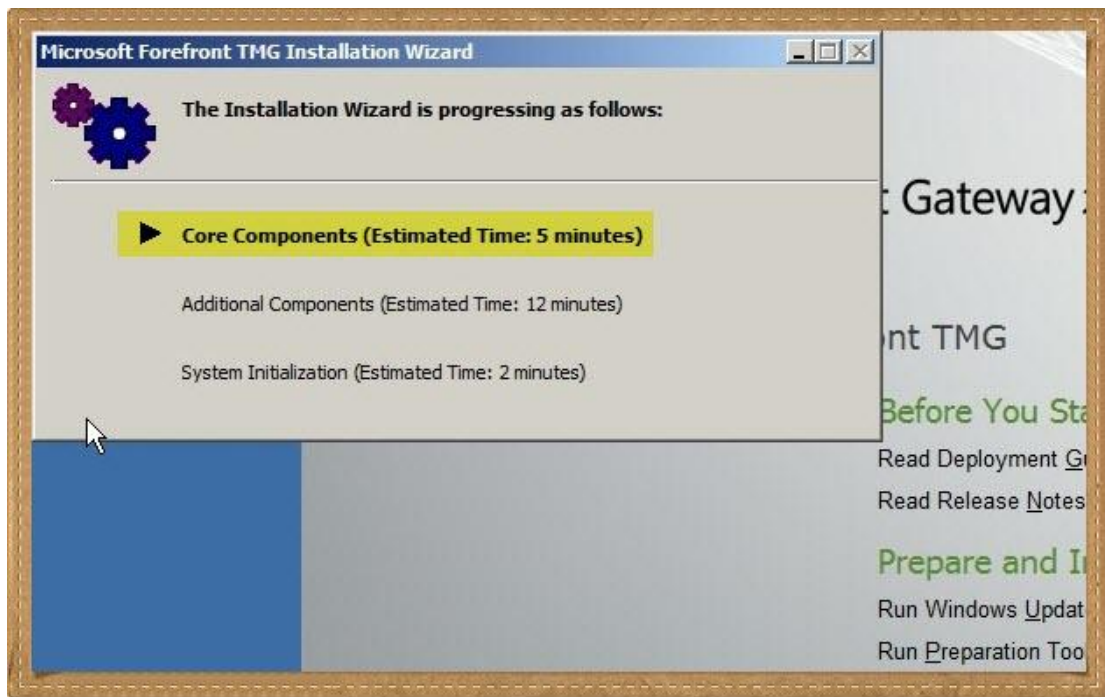 Microsoft Forefront TMG Installation Wizard
The Installation Wizard is progressing as follows:
Core Components (Estimated Time: 5 minutes)
Additional Components (Estimated Time: 12 minutes)
System Initialization (Estimated Time: 2 minutes)
Gateway
TMG
Before You
Read Deployment
Read Release Notes
Prepare and
Run Windows
Run Preparation